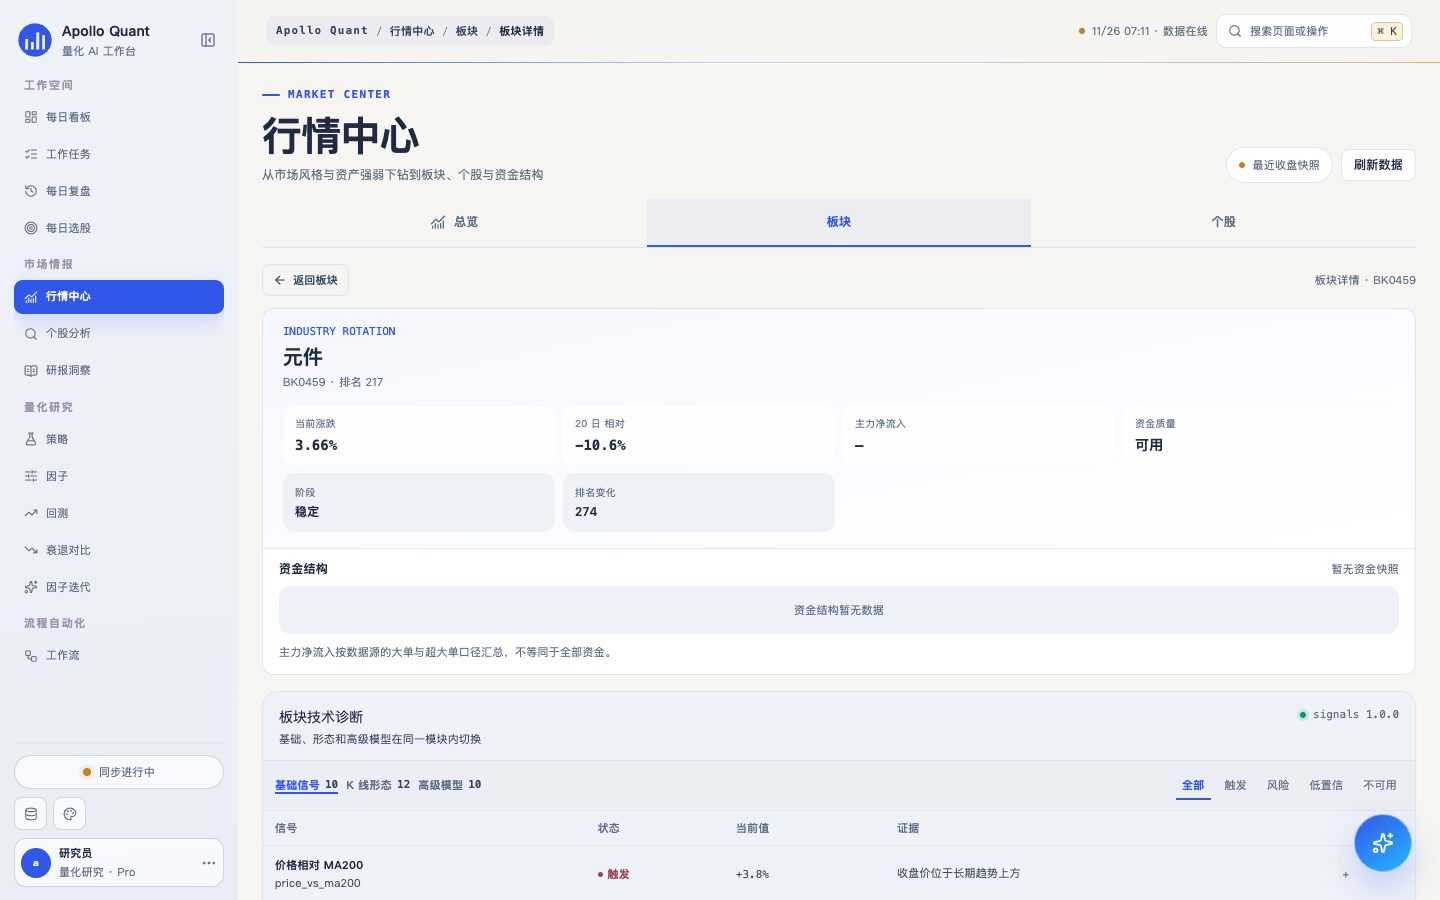 Apollo Quant
量化 AI 工作台
工作空间
每日看板
工作任务
每日复盘
每日选股
市场情报
行情中心
个股分析
研报洞察
量化研究
策略
因子
回测
衰退对比
因子迭代
流程自动化
工作流
同步进行中
a
研究员
量化研究 · Pro
Apollo Quant / 行情中心 / 板块 / 板块详情
11/26 07:11 · 数据在线
搜索页面或操作
⌘ K
MARKET CENTER
行情中心
从市场风格与资产强弱下钻到板块、个股与资金结构
最近收盘快照
刷新数据
总览
板块
个股
返回板块
板块详情 · BK0459
INDUSTRY ROTATION
元件
BK0459 · 排名 217
当前涨跌
3.66%
20 日 相对
-10.6%
主力净流入
—
资金质量
可用
阶段
稳定
排名变化
274
资金结构
暂无资金快照
资金结构暂无数据
主力净流入按数据源的大单与超大单口径汇总，不等同于全部资金。
板块技术诊断
signals 1.0.0
基础、形态和高级模型在同一模块内切换
基础信号 10 K 线形态 12 高级模型 10
全部 触发 风险 低置信 不可用
信号 状态 当前值 证据
价格相对 MA200
price_vs_ma200
触发
+3.8%
收盘价位于长期趋势上方
+